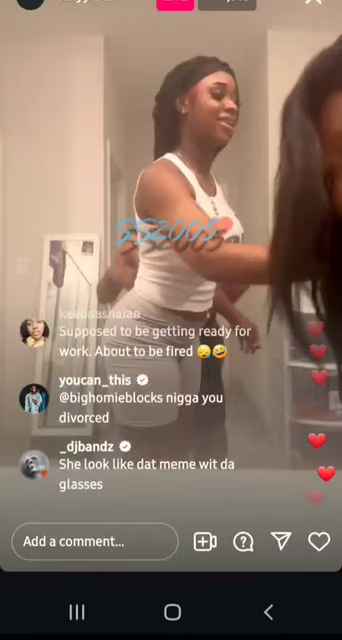 SS2005
Supposed to be getting ready for
work. About to be fired 😪🤣
youcan_this
@bighomieblocks nigga you
divorced
_djbandz
She look like dat meme wit da
glasses
Add a comment...